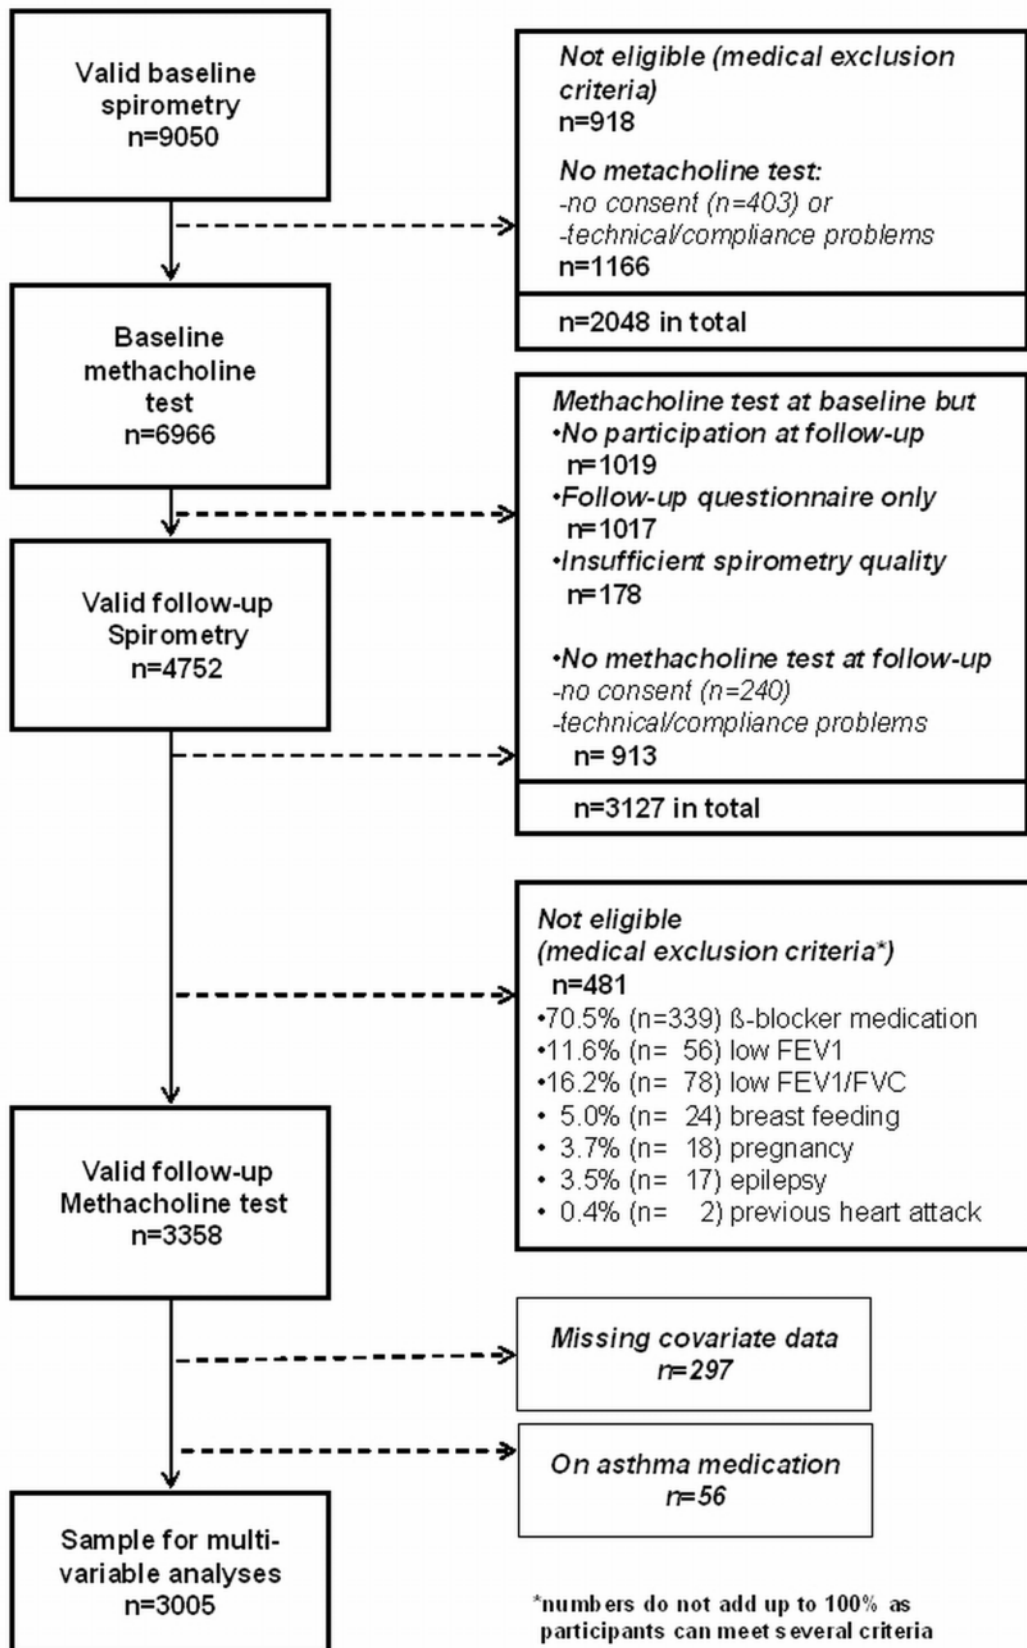 Valid baseline
spirometry
n=9050
Not eligible (medical exclusion
criteria)
n=918
No metacholine test:
-no consent (n=403) or
-technical/compliance problems
n=1166
n=2048 in total
Baseline
methacholine
test
n=6966
Methacholine test at baseline but
•No participation at follow-up
n=1019
•Follow-up questionnaire only
n=1017
•Insufficient spirometry quality
n=178
•No methacholine test at follow-up
-no consent (n=240)
-technical/compliance problems
n= 913
n=3127 in total
Valid follow-up
Spirometry
n=4752
Not eligible
(medical exclusion criteria*)
n=481
•70.5% (n=339) ß-blocker medication
•11.6% (n= 56) low FEV1
•16.2% (n= 78) low FEV1/FVC
• 5.0% (n= 24) breast feeding
• 3.7% (n= 18) pregnancy
• 3.5% (n= 17) epilepsy
• 0.4% (n= 2) previous heart attack
Valid follow-up
Methacholine test
n=3358
Missing covariate data
n=297
On asthma medication
n=56
Sample for multi-
variable analyses
n=3005
*numbers do not add up to 100% as
participants can meet several criteria